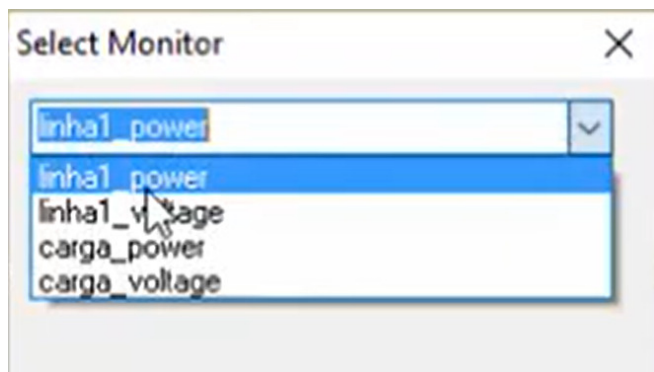 Select Monitor
linha1_power
linha1_power
linha1_voltage
carga_power
carga_voltage